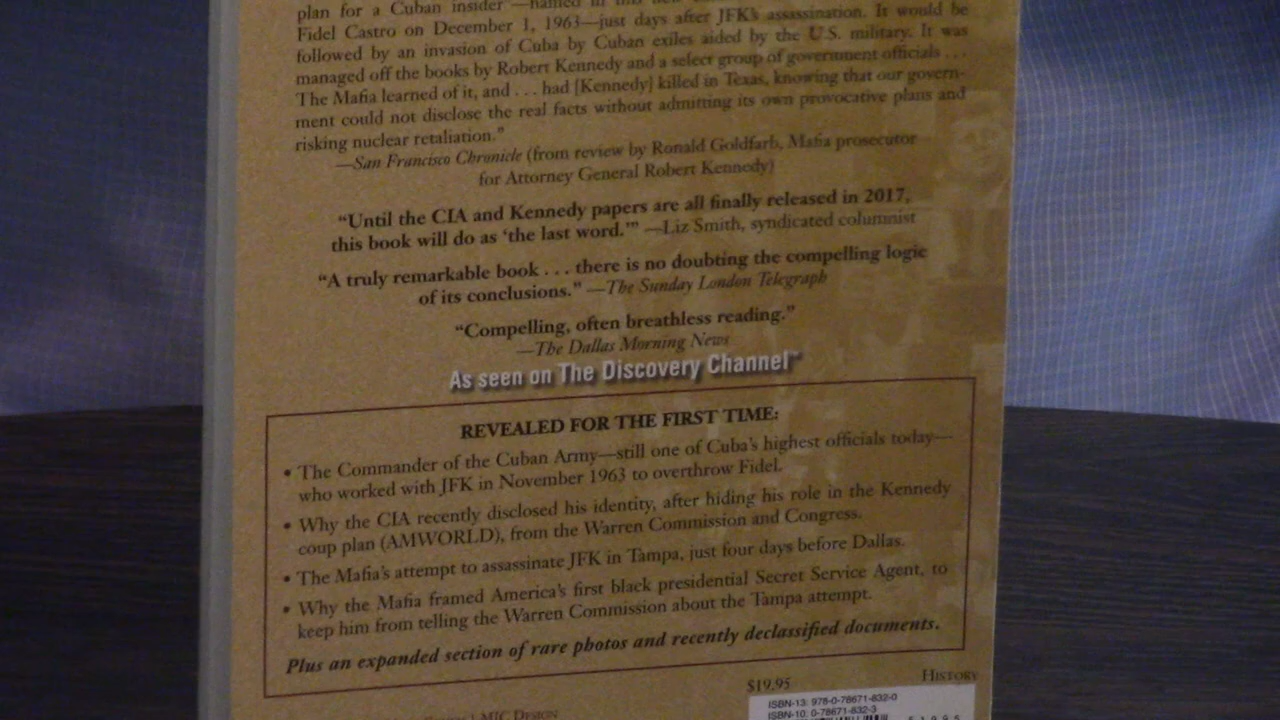 plan for a Cuban insider —named in this new
Fidel Castro on December 1, 1963—just days after JFK's assassination. It would be
followed by an invasion of Cuba by Cuban exiles aided by the U.S. military. It was
managed off the books by Robert Kennedy and a select group of government officials . . .
The Mafia learned of it, and . . . had [Kennedy] killed in Texas, knowing that our govern-
ment could not disclose the real facts without admitting its own provocative plans and
risking nuclear retaliation."
—San Francisco Chronicle (from review by Ronald Goldfarb, Mafia prosecutor
for Attorney General Robert Kennedy)
"Until the CIA and Kennedy papers are all finally released in 2017,
this book will do as 'the last word.'" —Liz Smith, syndicated columnist
"A truly remarkable book . . . there is no doubting the compelling logic
of its conclusions." —The Sunday London Telegraph
"Compelling, often breathless reading."
—The Dallas Morning News
As seen on The Discovery Channel™
REVEALED FOR THE FIRST TIME:
• The Commander of the Cuban Army—still one of Cuba's highest officials today—
who worked with JFK in November 1963 to overthrow Fidel.
• Why the CIA recently disclosed his identity, after hiding his role in the Kennedy
coup plan (AMWORLD), from the Warren Commission and Congress.
• The Mafia's attempt to assassinate JFK in Tampa, just four days before Dallas.
• Why the Mafia framed America's first black presidential Secret Service Agent, to
keep him from telling the Warren Commission about the Tampa attempt.
Plus an expanded section of rare photos and recently declassified documents.
$19.95
HISTORY
MJC DESIGN
ISBN-13: 978-0-78671-832-0
ISBN-10: 0-78671-832-3